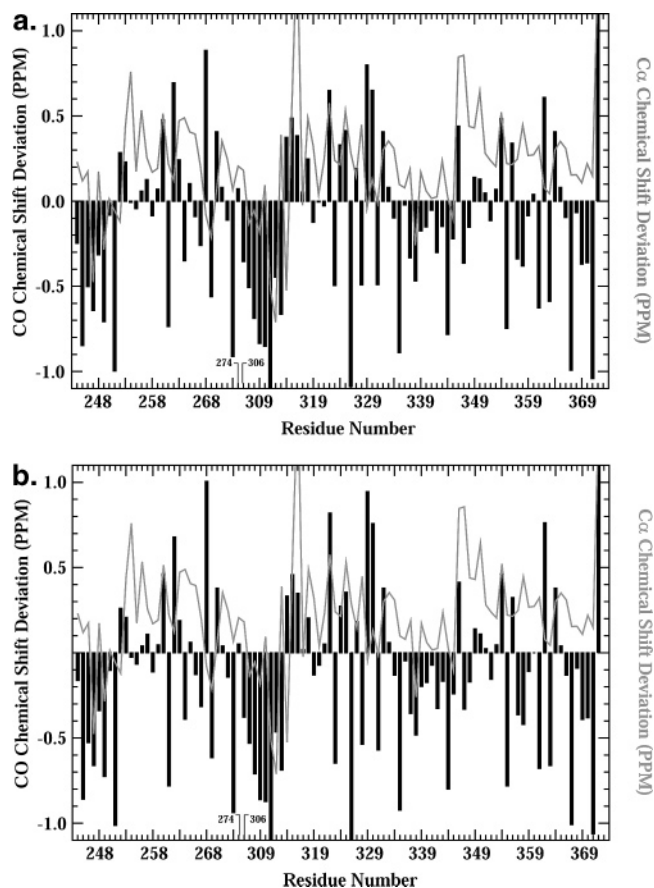 a.
1.0
0.5
0.0
-0.5
-1.0
CO Chemical Shift Deviation (PPM)
Cα Chemical Shift Deviation (PPM)
274 306
248 258 268 309 319 329 339 349 359 369
Residue Number
b.
1.0
0.5
0.0
-0.5
-1.0
CO Chemical Shift Deviation (PPM)
Cα Chemical Shift Deviation (PPM)
274 306
248 258 268 309 319 329 339 349 359 369
Residue Number